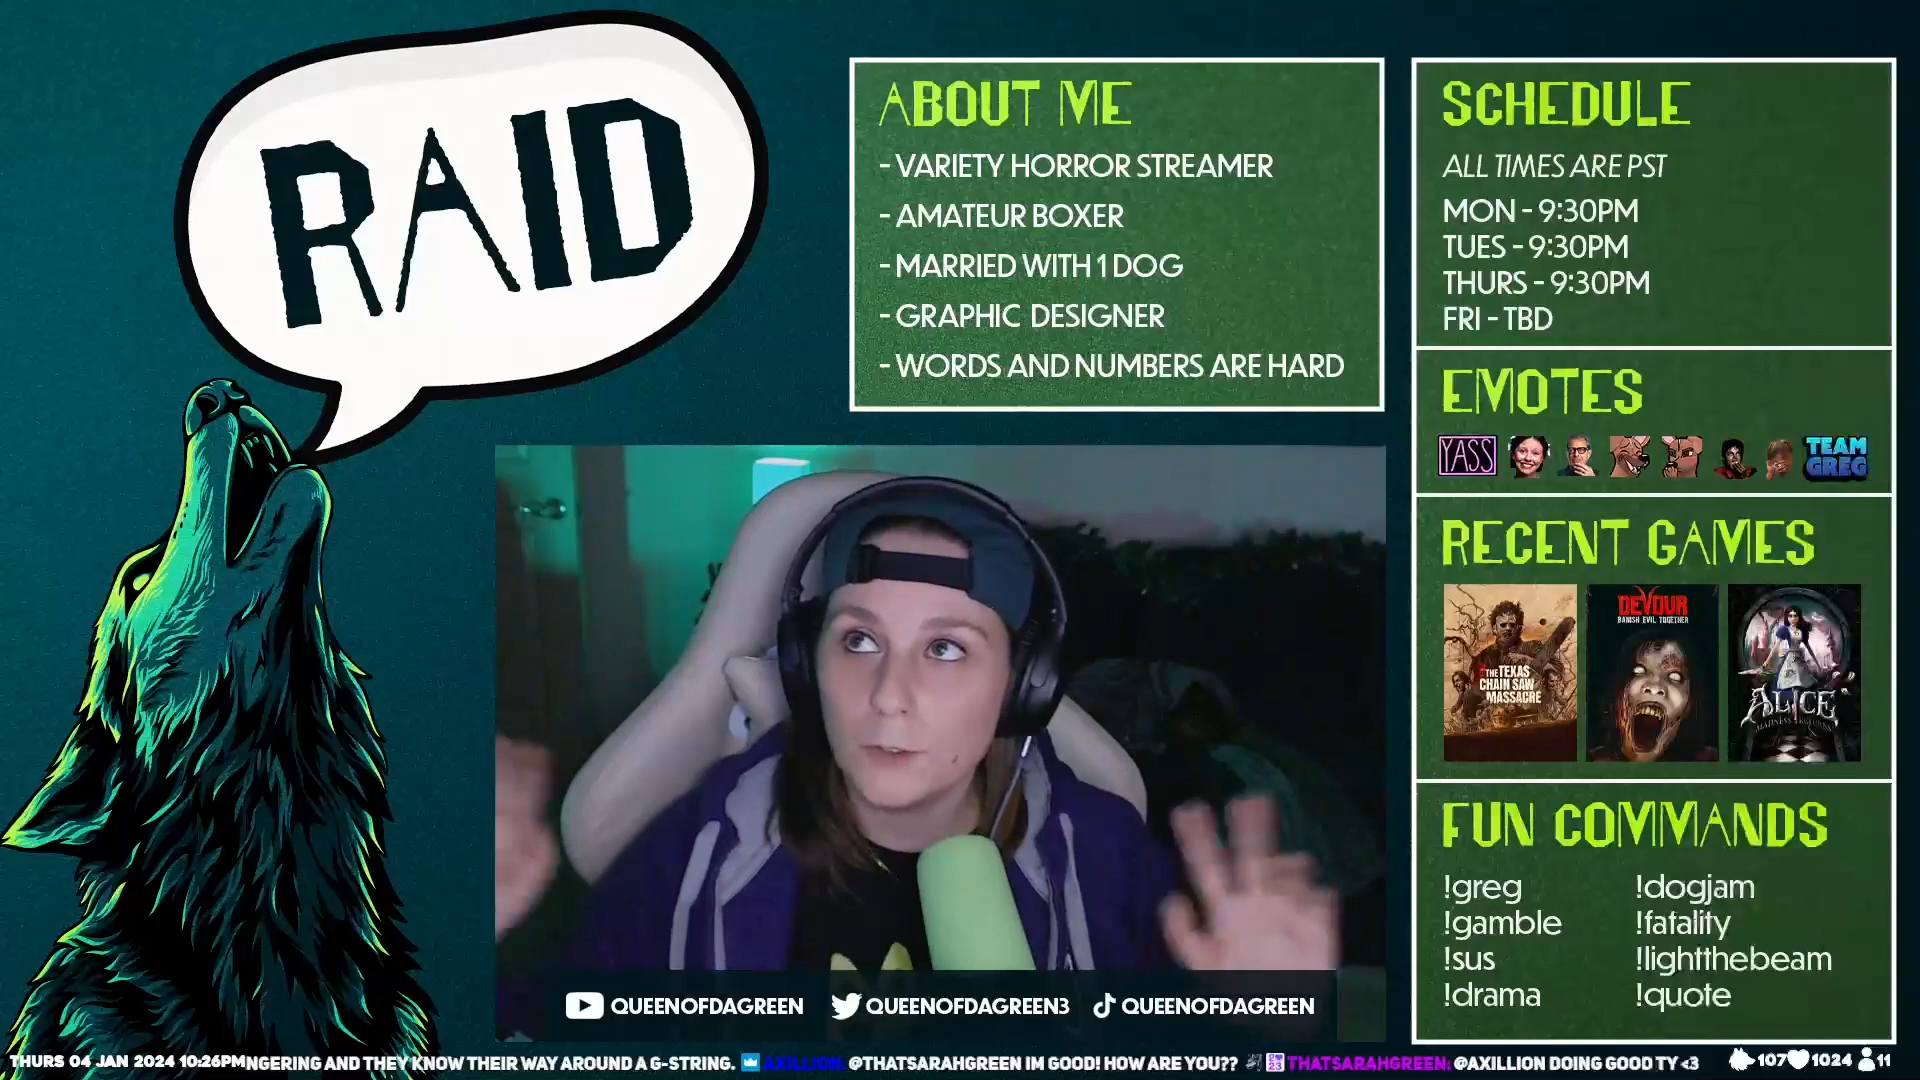 RAID
ABOUT ME
- VARIETY HORROR STREAMER
- AMATEUR BOXER
- MARRIED WITH 1 DOG
- GRAPHIC DESIGNER
- WORDS AND NUMBERS ARE HARD
SCHEDULE
ALL TIMES ARE PST
MON - 9:30PM
TUES - 9:30PM
THURS - 9:30PM
FRI - TBD
EMOTES
YASS
TEAM
GREG
RECENT GAMES
THE TEXAS
CHAIN SAW
MASSACRE
DEVOUR
BANISH EVIL TOGETHER
ALICE
MADNESS RETURNS
FUN COMMANDS
!greg !dogjam
!gamble !fatality
!sus !lightthebeam
!drama !quote
QUEENOFDAGREEN QUEENOFDAGREEN3 QUEENOFDAGREEN
THURS 04 JAN 2024 10:26PM NGERING AND THEY KNOW THEIR WAY AROUND A G-STRING. AXILLION: @THATSARAHGREEN IM GOOD! HOW ARE YOU?? THATSARAHGREEN: @AXILLION DOING GOOD TY <3 107 1024 11